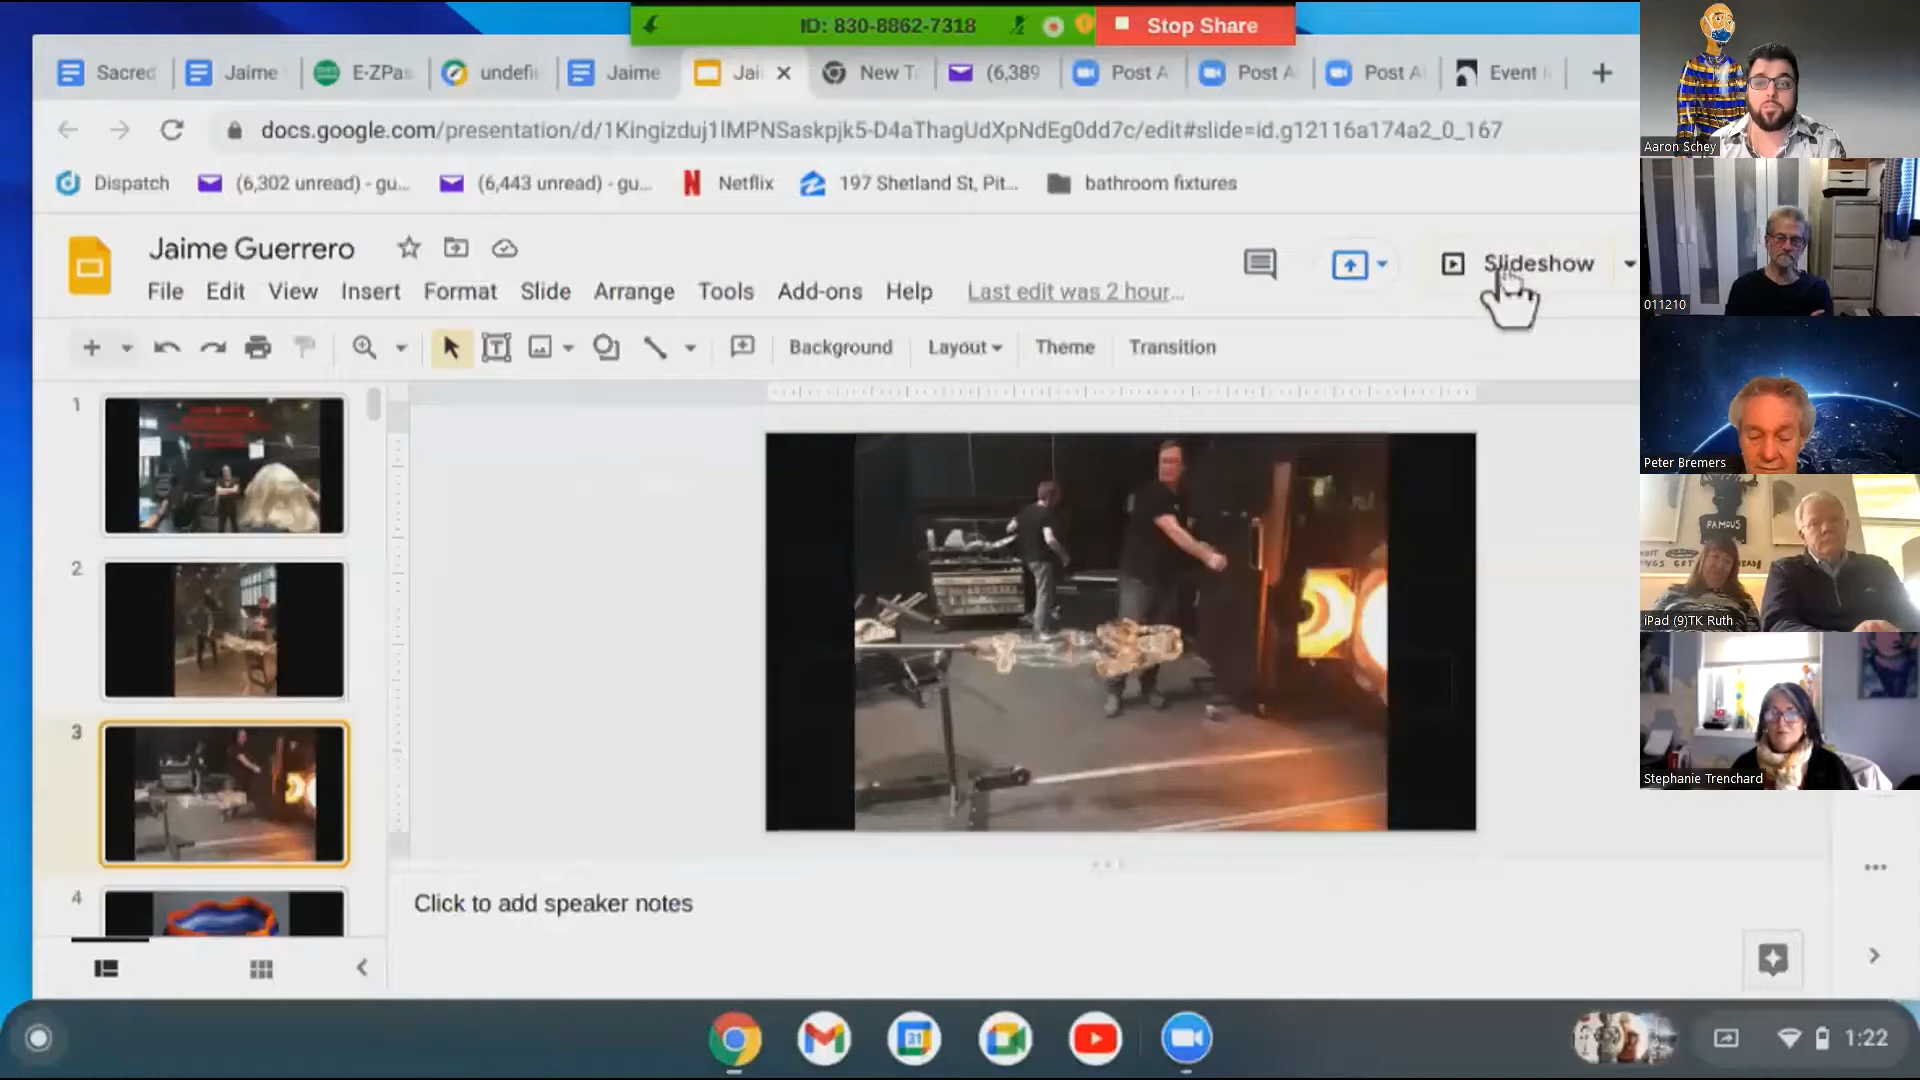 ID: 830-8862-7318
Stop Share
Sacred
Jaime
E-ZPas
undefi
Jaime
Jai
New T
(6,389
Post A
Post A
Post A
Event
docs.google.com/presentation/d/1Kingizduj1lMPNSaskpjk5-D4aThagUdXpNdEg0dd7c/edit#slide=id.g12116a174a2_0_167
Dispatch
(6,302 unread) - gu...
(6,443 unread) - gu...
Netflix
197 Shetland St, Pit...
bathroom fixtures
Jaime Guerrero
Slideshow
File Edit View Insert Format Slide Arrange Tools Add-ons Help
Last edit was 2 hour...
Background
Layout
Theme
Transition
1
2
3
4
Click to add speaker notes
Aaron Schey
011210
Peter Bremers
FAMOUS
iPad (9)TK Ruth
Stephanie Trenchard
31
1:22